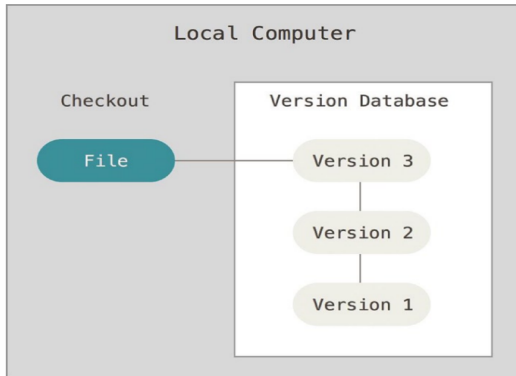 Local Computer
Checkout
Version Database
File
Version 3
Version 2
Version 1